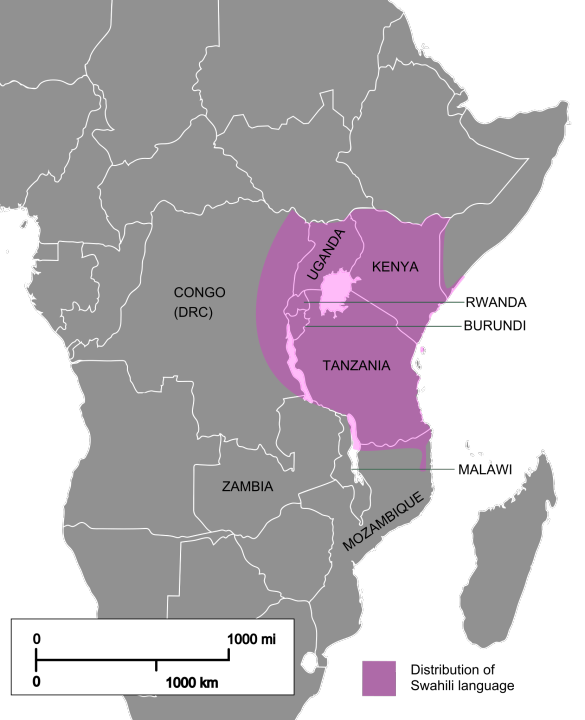 UGANDA
KENYA
CONGO
(DRC)
RWANDA
BURUNDI
TANZANIA
MALAWI
ZAMBIA
MOZAMBIQUE
0 1000 mi
0 1000 km
Distribution of
Swahili language